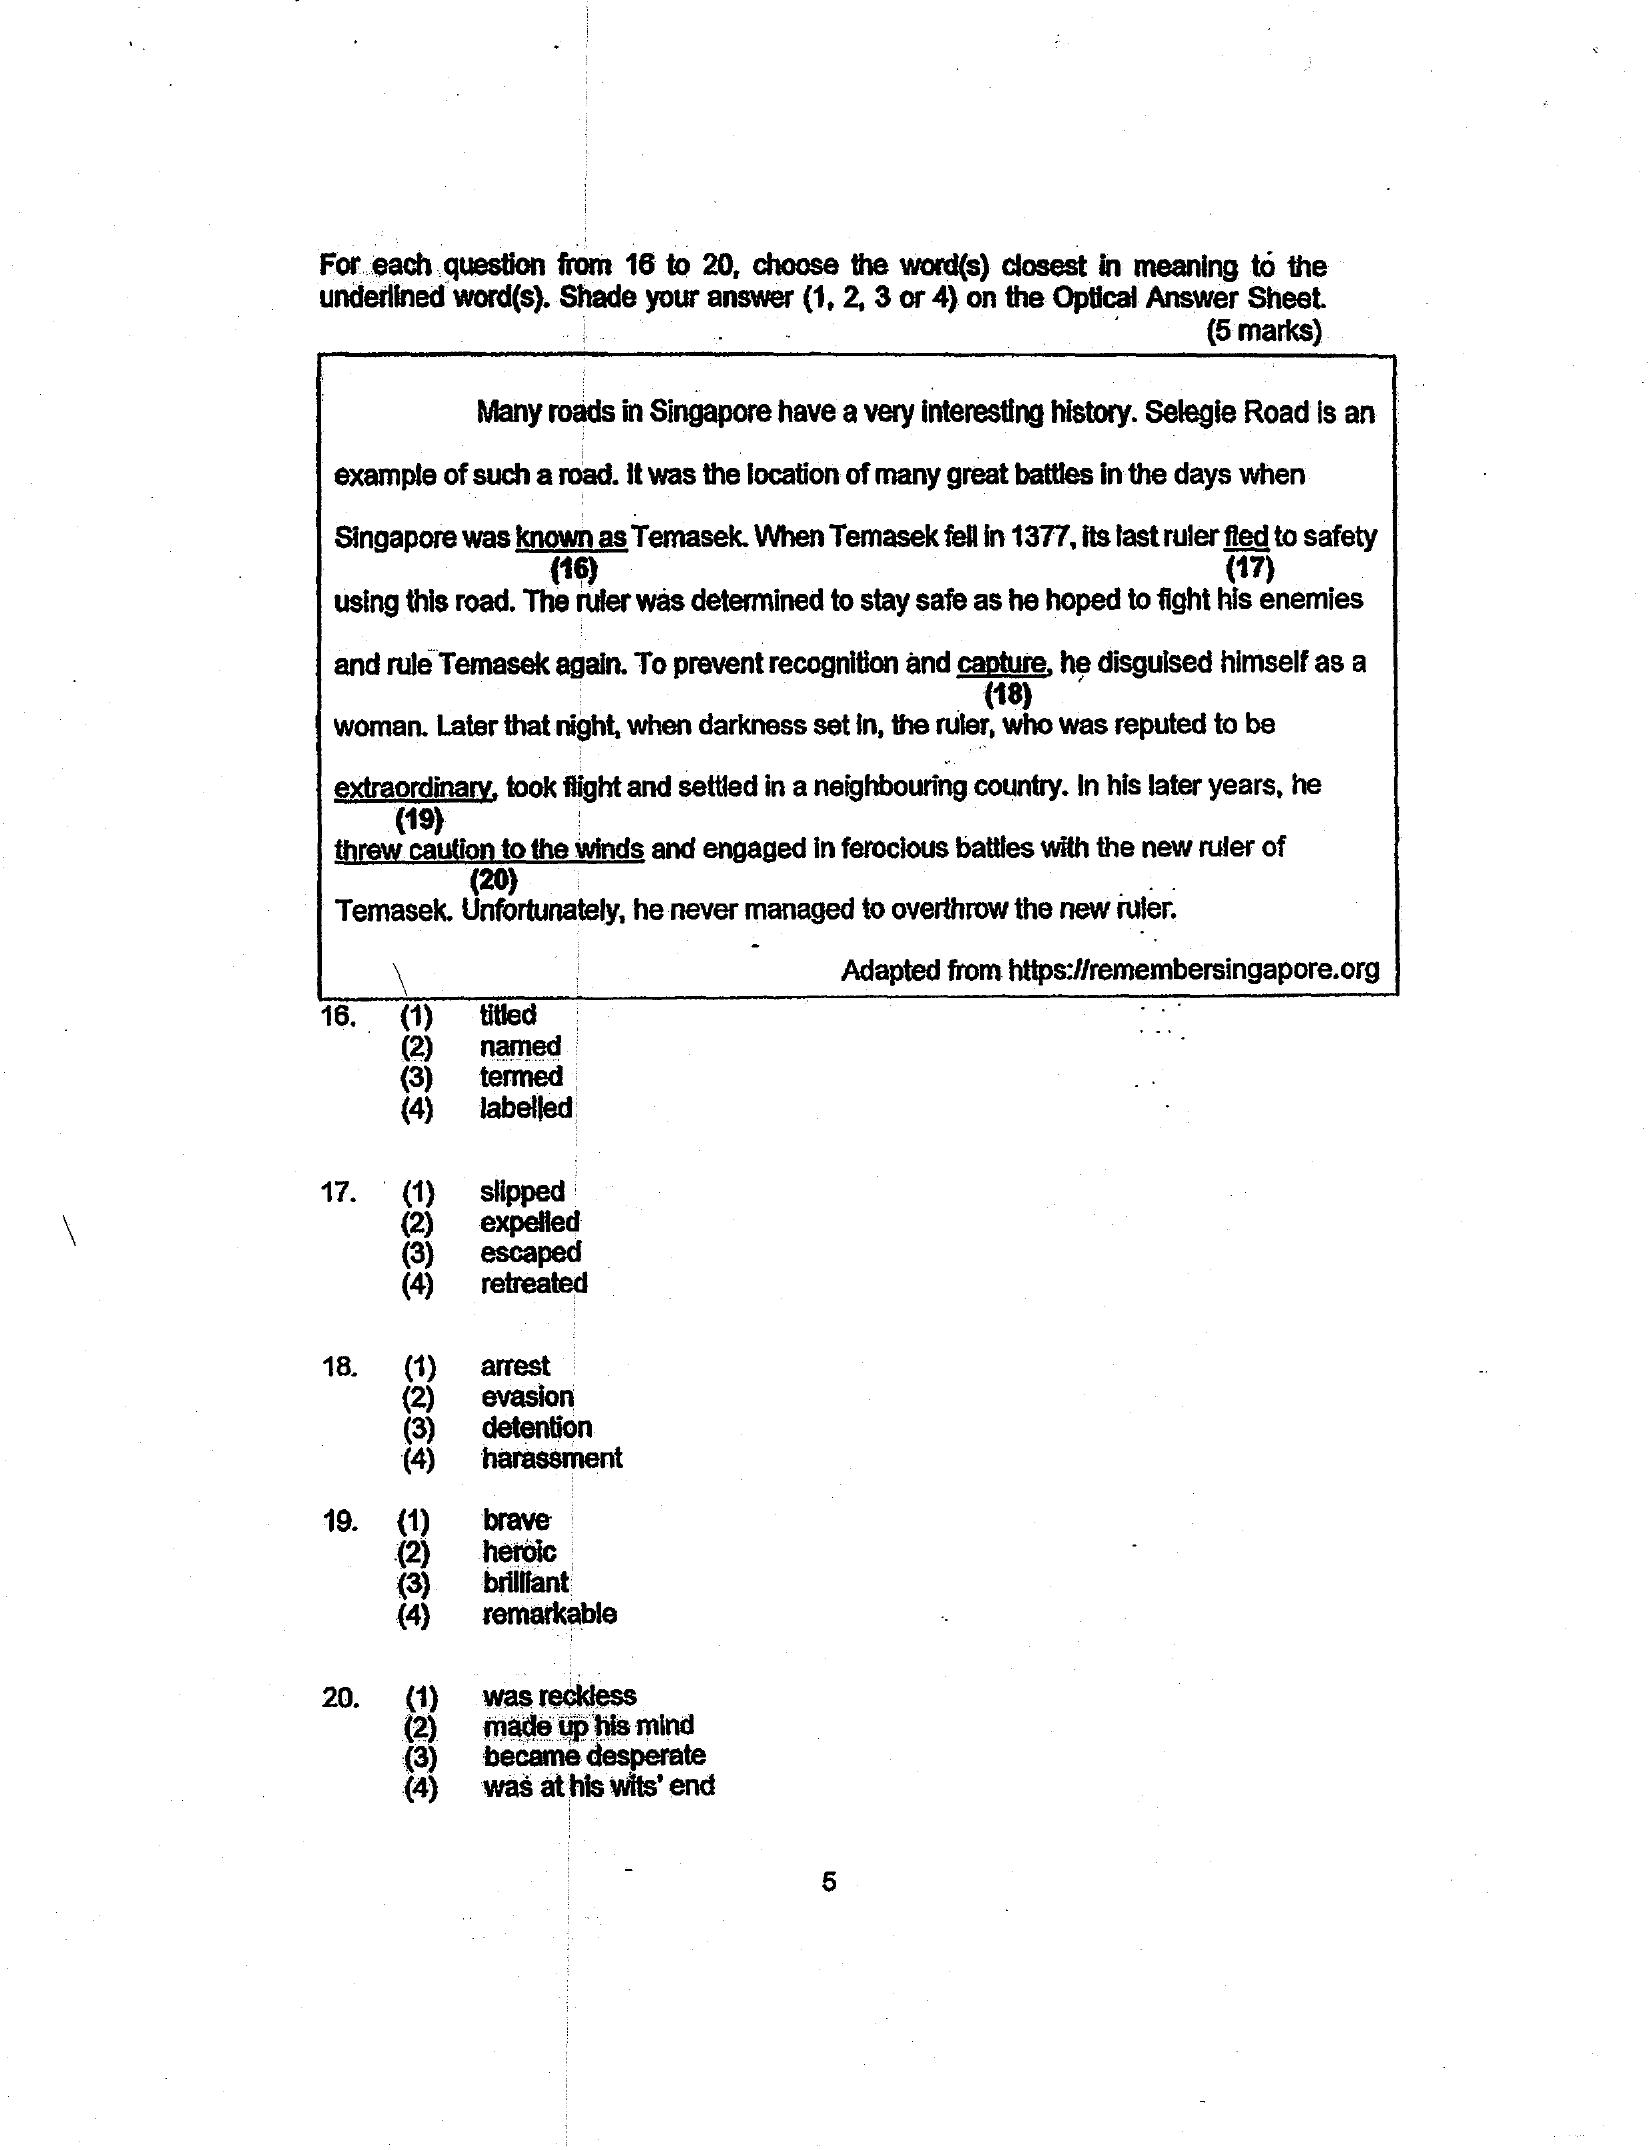 For each question from 16 to 20, choose the word(s) closest in meaning to the
underlined word(s). Shade your answer (1, 2, 3 or 4) on the Optical Answer Sheet.
(5 marks)
Many roads in Singapore have a very interesting history. Selegie Road is an
example of such a road. It was the location of many great battles in the days when
Singapore was known as Temasek. When Temasek fell in 1377, its last ruler fled to safety
(16) (17)
using this road. The ruler was determined to stay safe as he hoped to fight his enemies
and rule Temasek again. To prevent recognition and capture, he disguised himself as a
(18)
woman. Later that night, when darkness set in, the ruler, who was reputed to be
extraordinary, took flight and settled in a neighbouring country. In his later years, he
(19)
threw caution to the winds and engaged in ferocious battles with the new ruler of
(20)
Temasek. Unfortunately, he never managed to overthrow the new ruler.
Adapted from https://remembersingapore.org
16. (1) titled
(2) named
(3) termed
(4) labelled
17. (1) slipped
(2) expelled
(3) escaped
(4) retreated
18. (1) arrest
(2) evasion
(3) detention
(4) harassment
19. (1) brave
(2) heroic
(3) brilliant
(4) remarkable
20. (1) was reckless
(2) made up his mind
(3) became desperate
(4) was at his wits' end
5